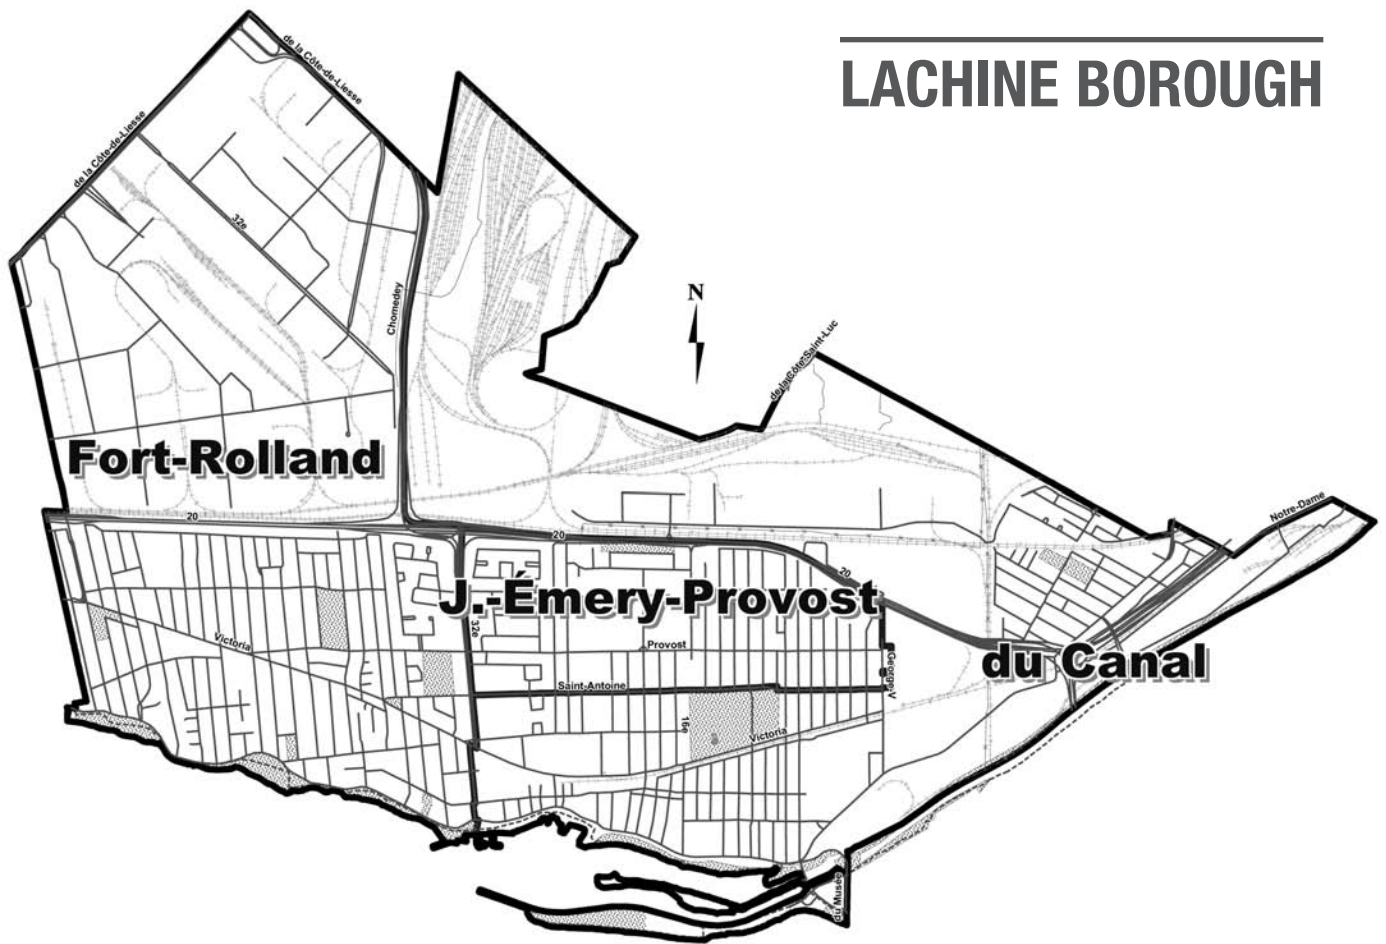 LACHINE BOROUGH
de la Côte-de-Liesse
de la Côte-de-Liesse
32e
Chomedey
N
de la Côte-Saint-Luc
Fort-Rolland
Notre-Dame
20
20
20
J.-Émery-Provost
32e
Victoria
Provost
George-V
du Canal
Saint-Antoine
16e
Victoria
du Musée